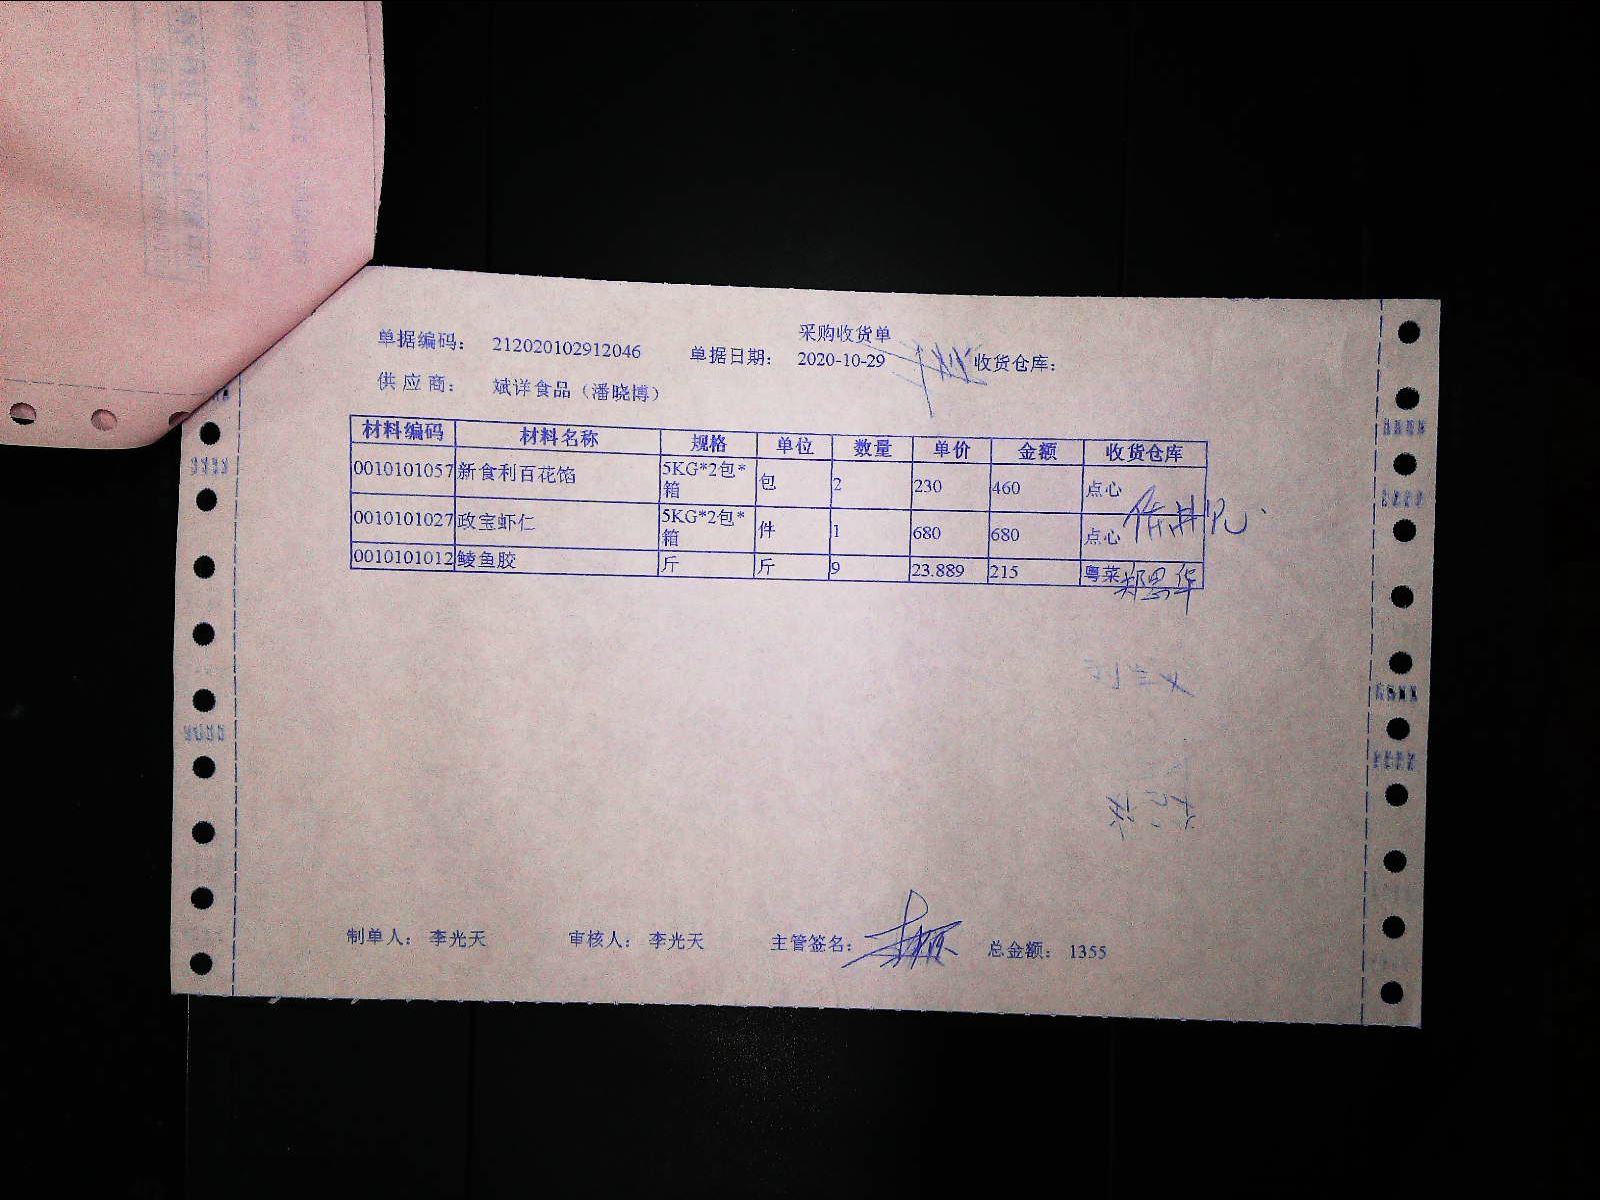 采购收货单
单据编码： 212020102912046 单据日期： 2020-10-29 收货仓库：
供 应 商： 斌详食品（潘晓博）
材料编码 材料名称 规格 单位 数量 单价 金额 收货仓库
0010101057 新食利百花馅 5KG*2包*箱 包 2 230 460 点心
0010101027 政宝虾仁 5KG*2包*箱 件 1 680 680 点心
0010101012 鲮鱼胶 斤 斤 9 23.889 215 粤菜 郑思华
制单人： 李光天 审核人： 李光天 主管签名： 总金额： 1355